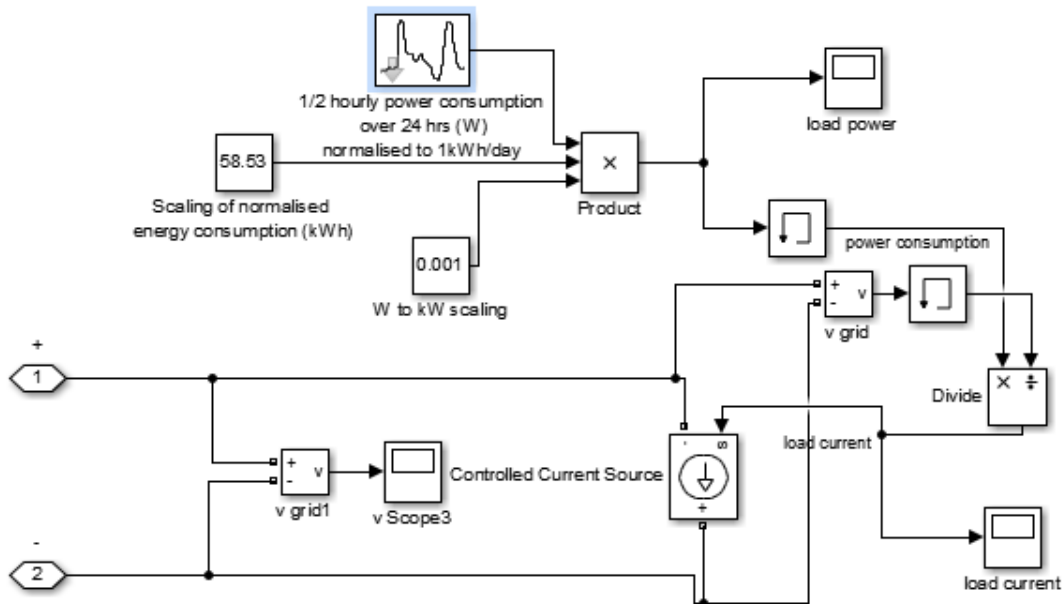 1/2 hourly power consumption
over 24 hrs (W)
normalised to 1kWh/day
load power
58.53
×
Scaling of normalised
energy consumption (kWh)
Product
0.001
W to kW scaling
power consumption
+
-
v
v grid
+
1
× ÷
Divide
- s
load current
+
-
v
Controlled Current Source
v grid1
v Scope3
+
-
2
load current